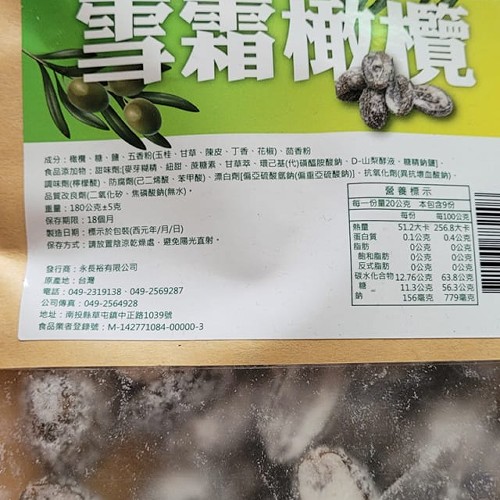 雪霜橄欖
成分：橄欖、糖、鹽、五香粉(玉桂、甘草、陳皮、丁香、花椒)、茴香粉
食品添加物：甜味劑:[麥芽糊精、紐甜、蔗糖素、甘草萃、環己基(代)磺醯胺酸鈉、D-山梨酵液、糖精鈉鹽]、
調味劑(檸檬酸)、防腐劑(己二烯酸、苯甲酸)、漂白劑[偏亞硫酸氫鈉(偏重亞硫酸鈉)]、抗氧化劑(異抗壞血酸鈉)、
品質改良劑(二氧化矽、焦磷酸鈉(無水)。
重量：180公克±5克
保存期限：18個月
製造日期：標示於包裝(西元年/月/日)
保存方式：請放置陰涼乾燥處、避免陽光直射。
發行商：永長裕有限公司
原產地：台灣
電話：049-2319138、049-2569287
公司傳真：049-2564928
地址：南投縣草屯鎮中正路1039號
食品業者登錄號：M-142771084-00000-3
營養標示
每一份量20公克 本包含9份
每份 每100公克
熱量 51.2大卡 256.8大卡
蛋白質 0.1公克 0.4公克
脂肪 0公克 0公克
飽和脂肪 0公克 0公克
反式脂肪 0公克 0公克
碳水化合物 12.76公克 63.8公克
糖 11.3公克 56.3公克
鈉 156毫克 779毫克